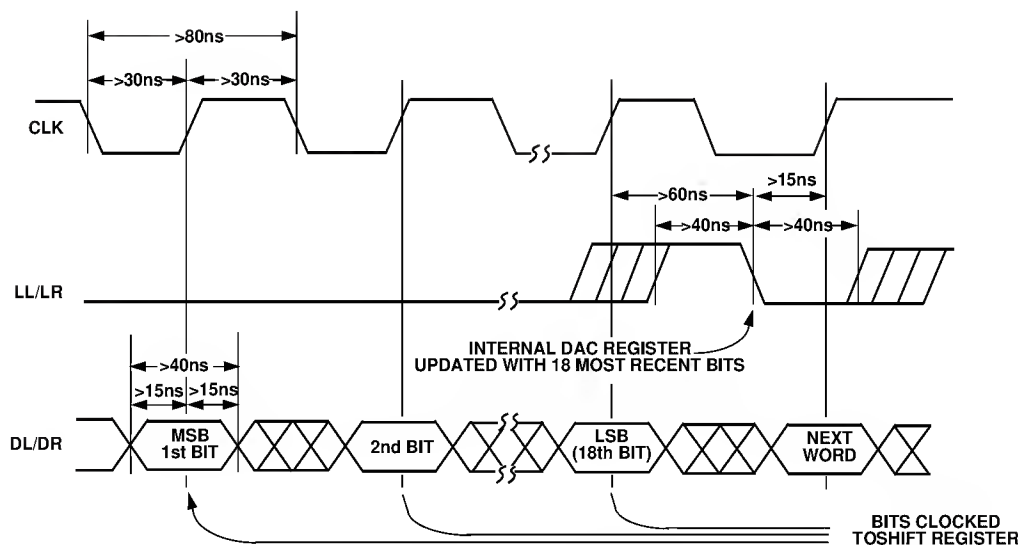 >80ns
>30ns >30ns
CLK
>15ns
>60ns
>40ns >40ns
LL/LR
INTERNAL DAC REGISTER
UPDATED WITH 18 MOST RECENT BITS
>40ns
>15ns >15ns
DL/DR
MSB
1st BIT
2nd BIT
LSB
(18th BIT)
NEXT
WORD
BITS CLOCKED
TOSHIFT REGISTER